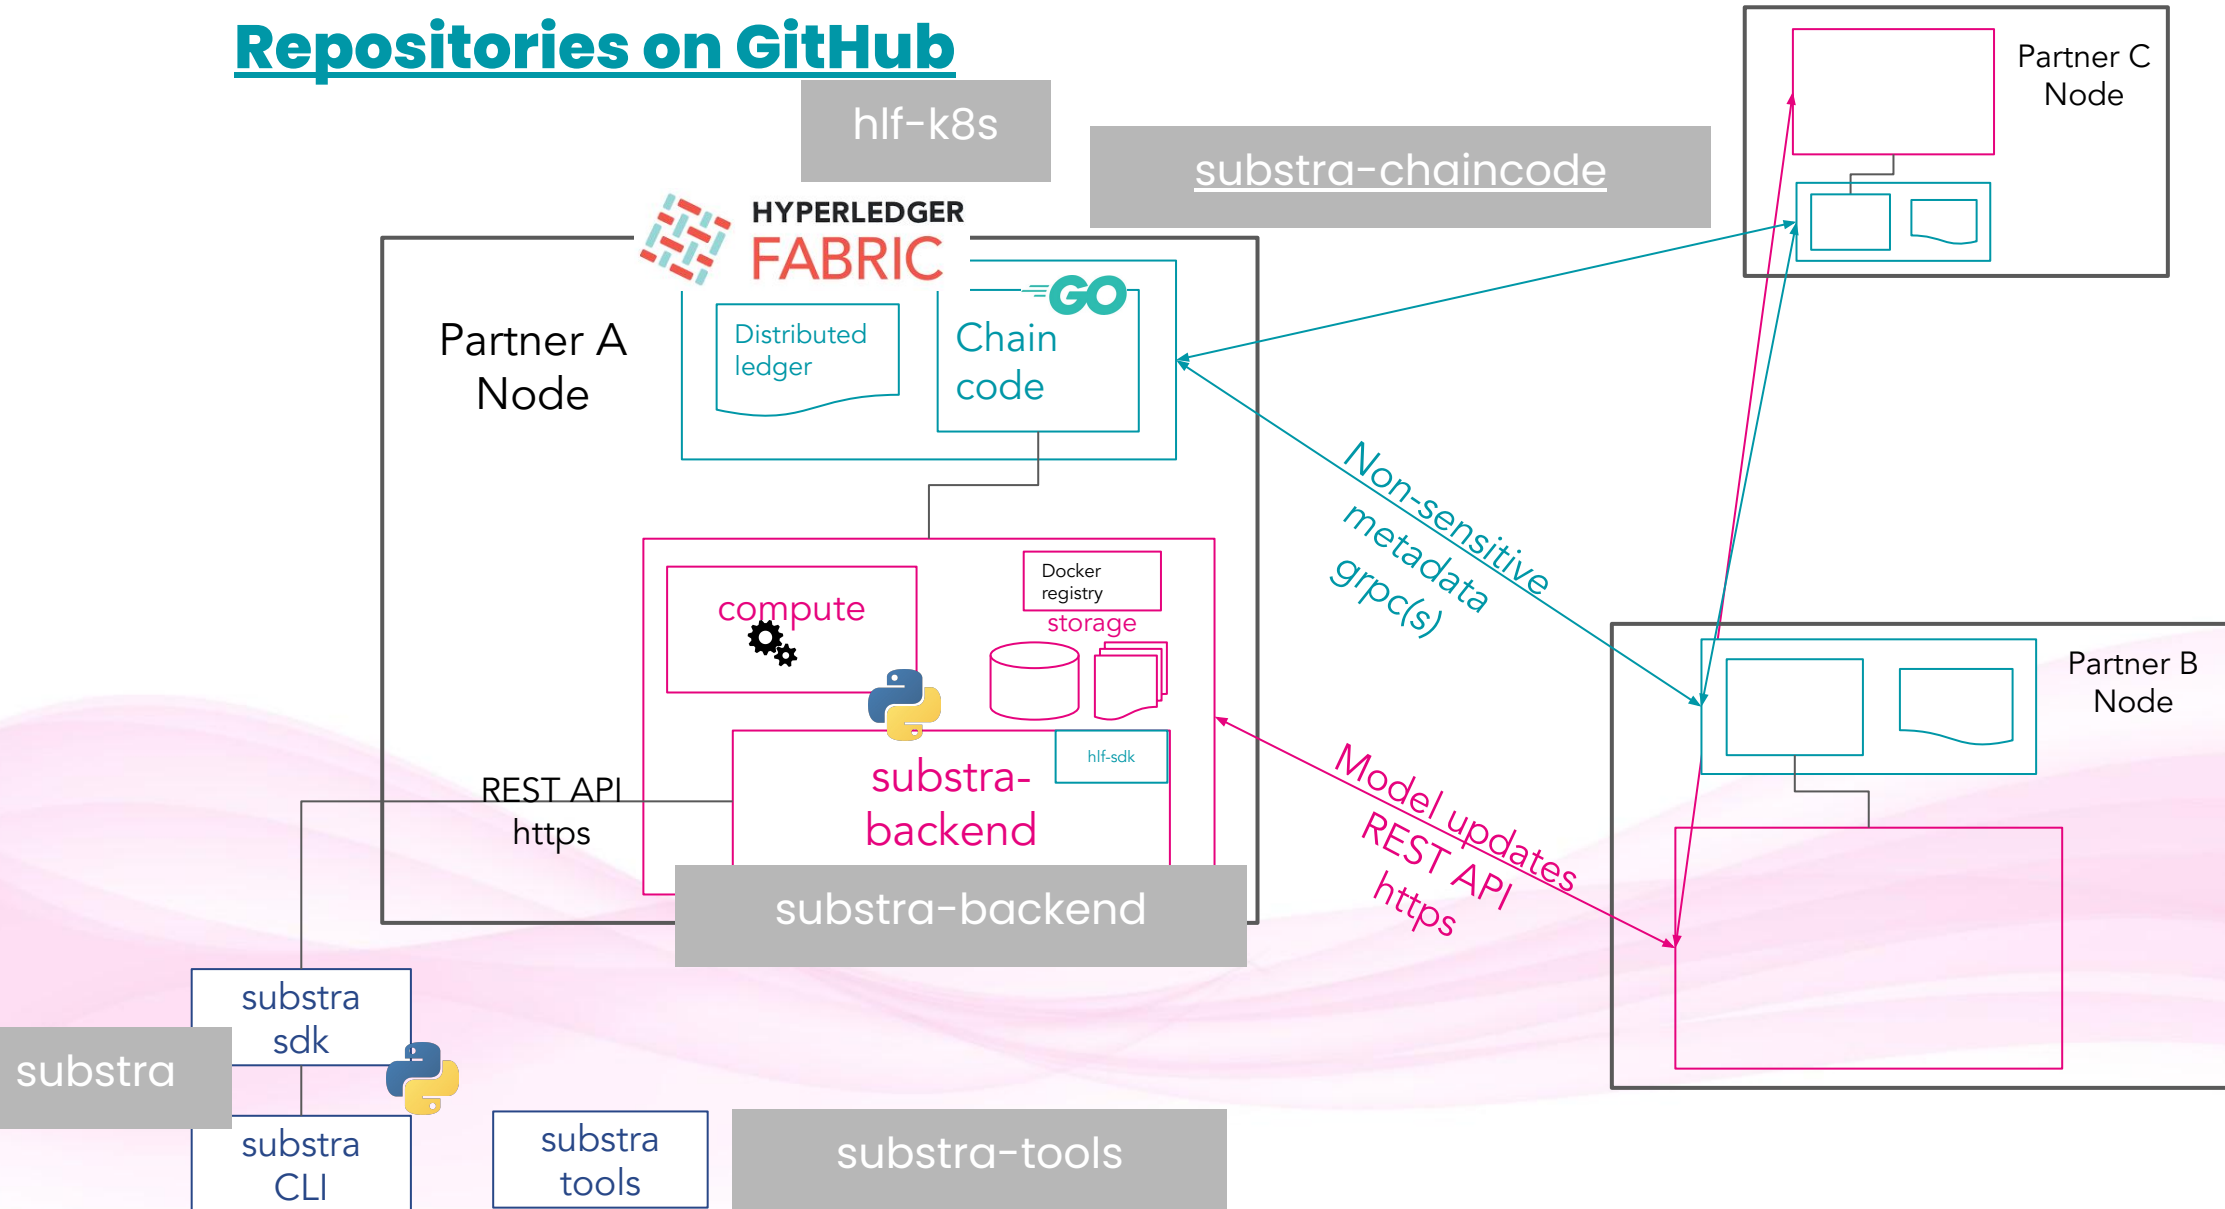 Repositories on GitHub
hlf-k8s
substra-chaincode
Partner C
Node
HYPERLEDGER
FABRIC
GO
Partner A
Node
Distributed
ledger
Chain
code
Non-sensitive
metadata
grpc(s)
compute
Docker
registry
storage
Partner B
Node
hlf-sdk
substra-
backend
REST API
https
Model updates
REST API
https
substra-backend
substra
sdk
substra
substra
CLI
substra
tools
substra-tools